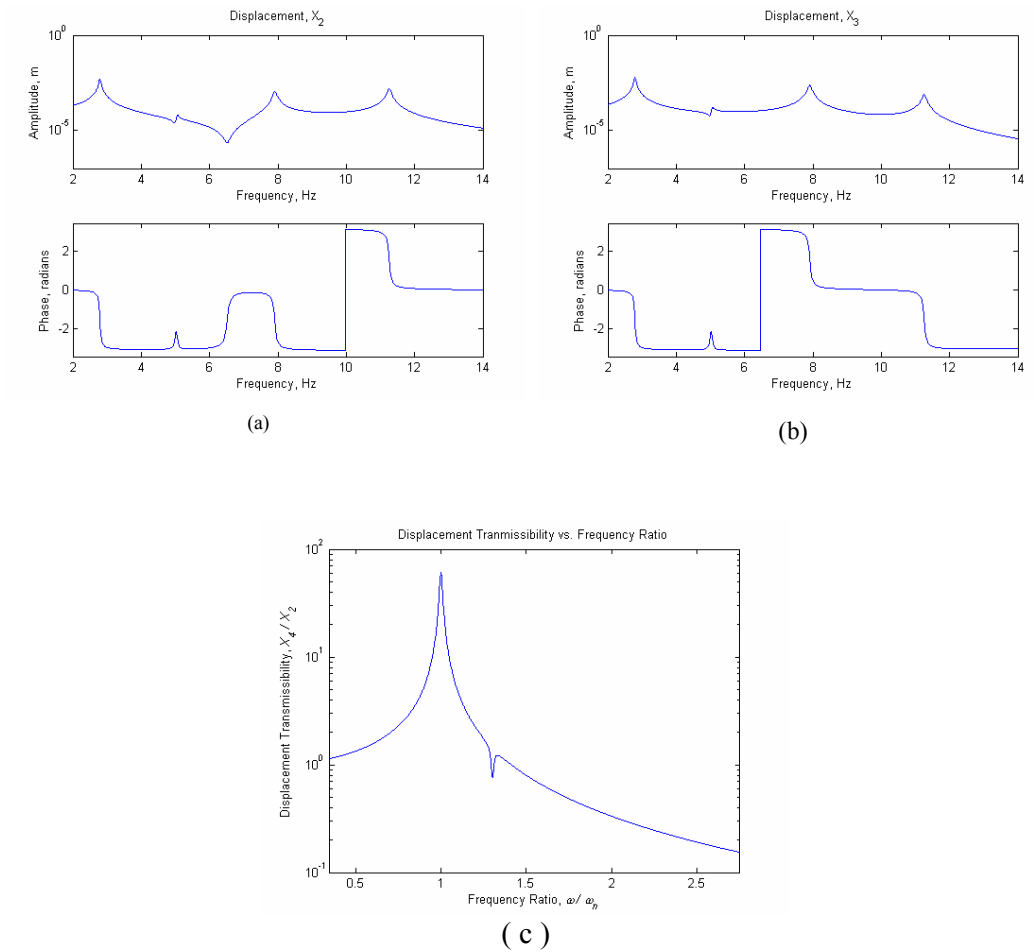 Displacement, X2
Amplitude, m
10^0
10^-5
2 4 6 8 10 12 14
Frequency, Hz
Phase, radians
2
0
-2
2 4 6 8 10 12 14
Frequency, Hz
(a)
Displacement, X3
Amplitude, m
10^0
10^-5
2 4 6 8 10 12 14
Frequency, Hz
Phase, radians
2
0
-2
2 4 6 8 10 12 14
Frequency, Hz
(b)
Displacement Tranmissibility vs. Frequency Ratio
Displacement Transmissibility, X4 / X2
10^2
10^1
10^0
10^-1
0.5 1 1.5 2 2.5
Frequency Ratio, ω/ ωn
( c )